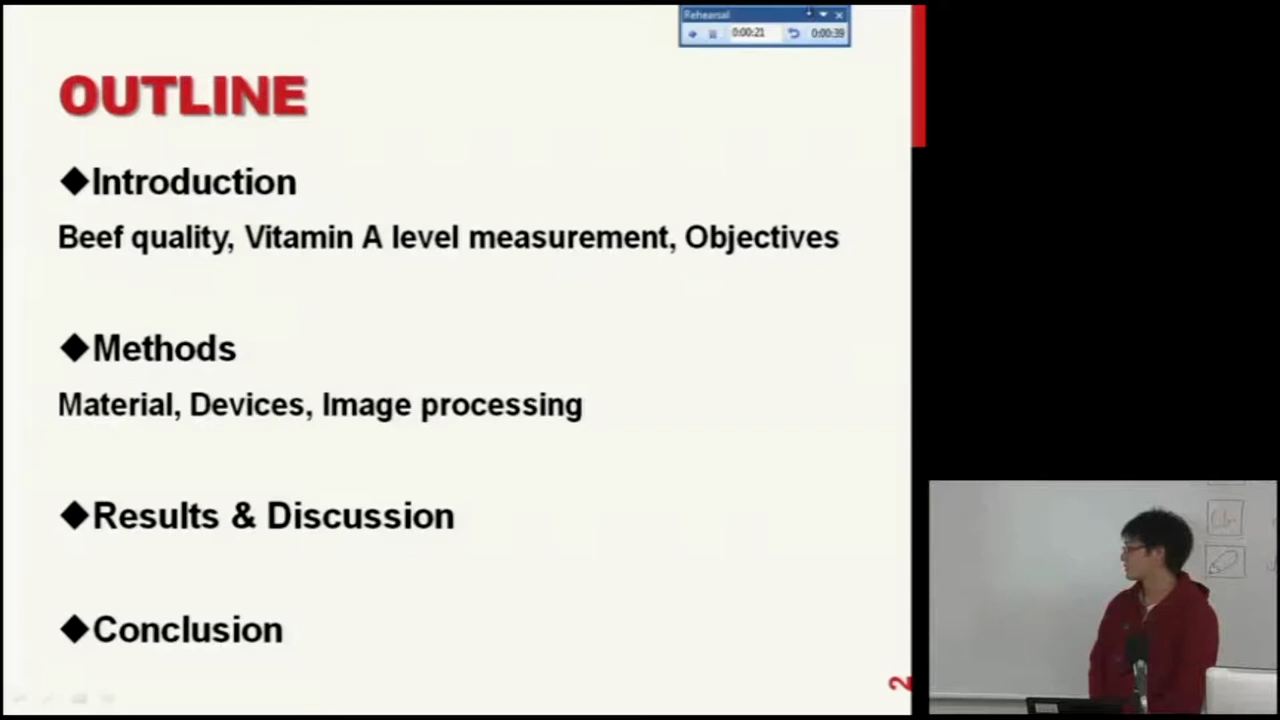 Rehearsal
0:00:21 0:00:39
OUTLINE
◆Introduction
Beef quality, Vitamin A level measurement, Objectives
◆Methods
Material, Devices, Image processing
◆Results & Discussion
◆Conclusion
2